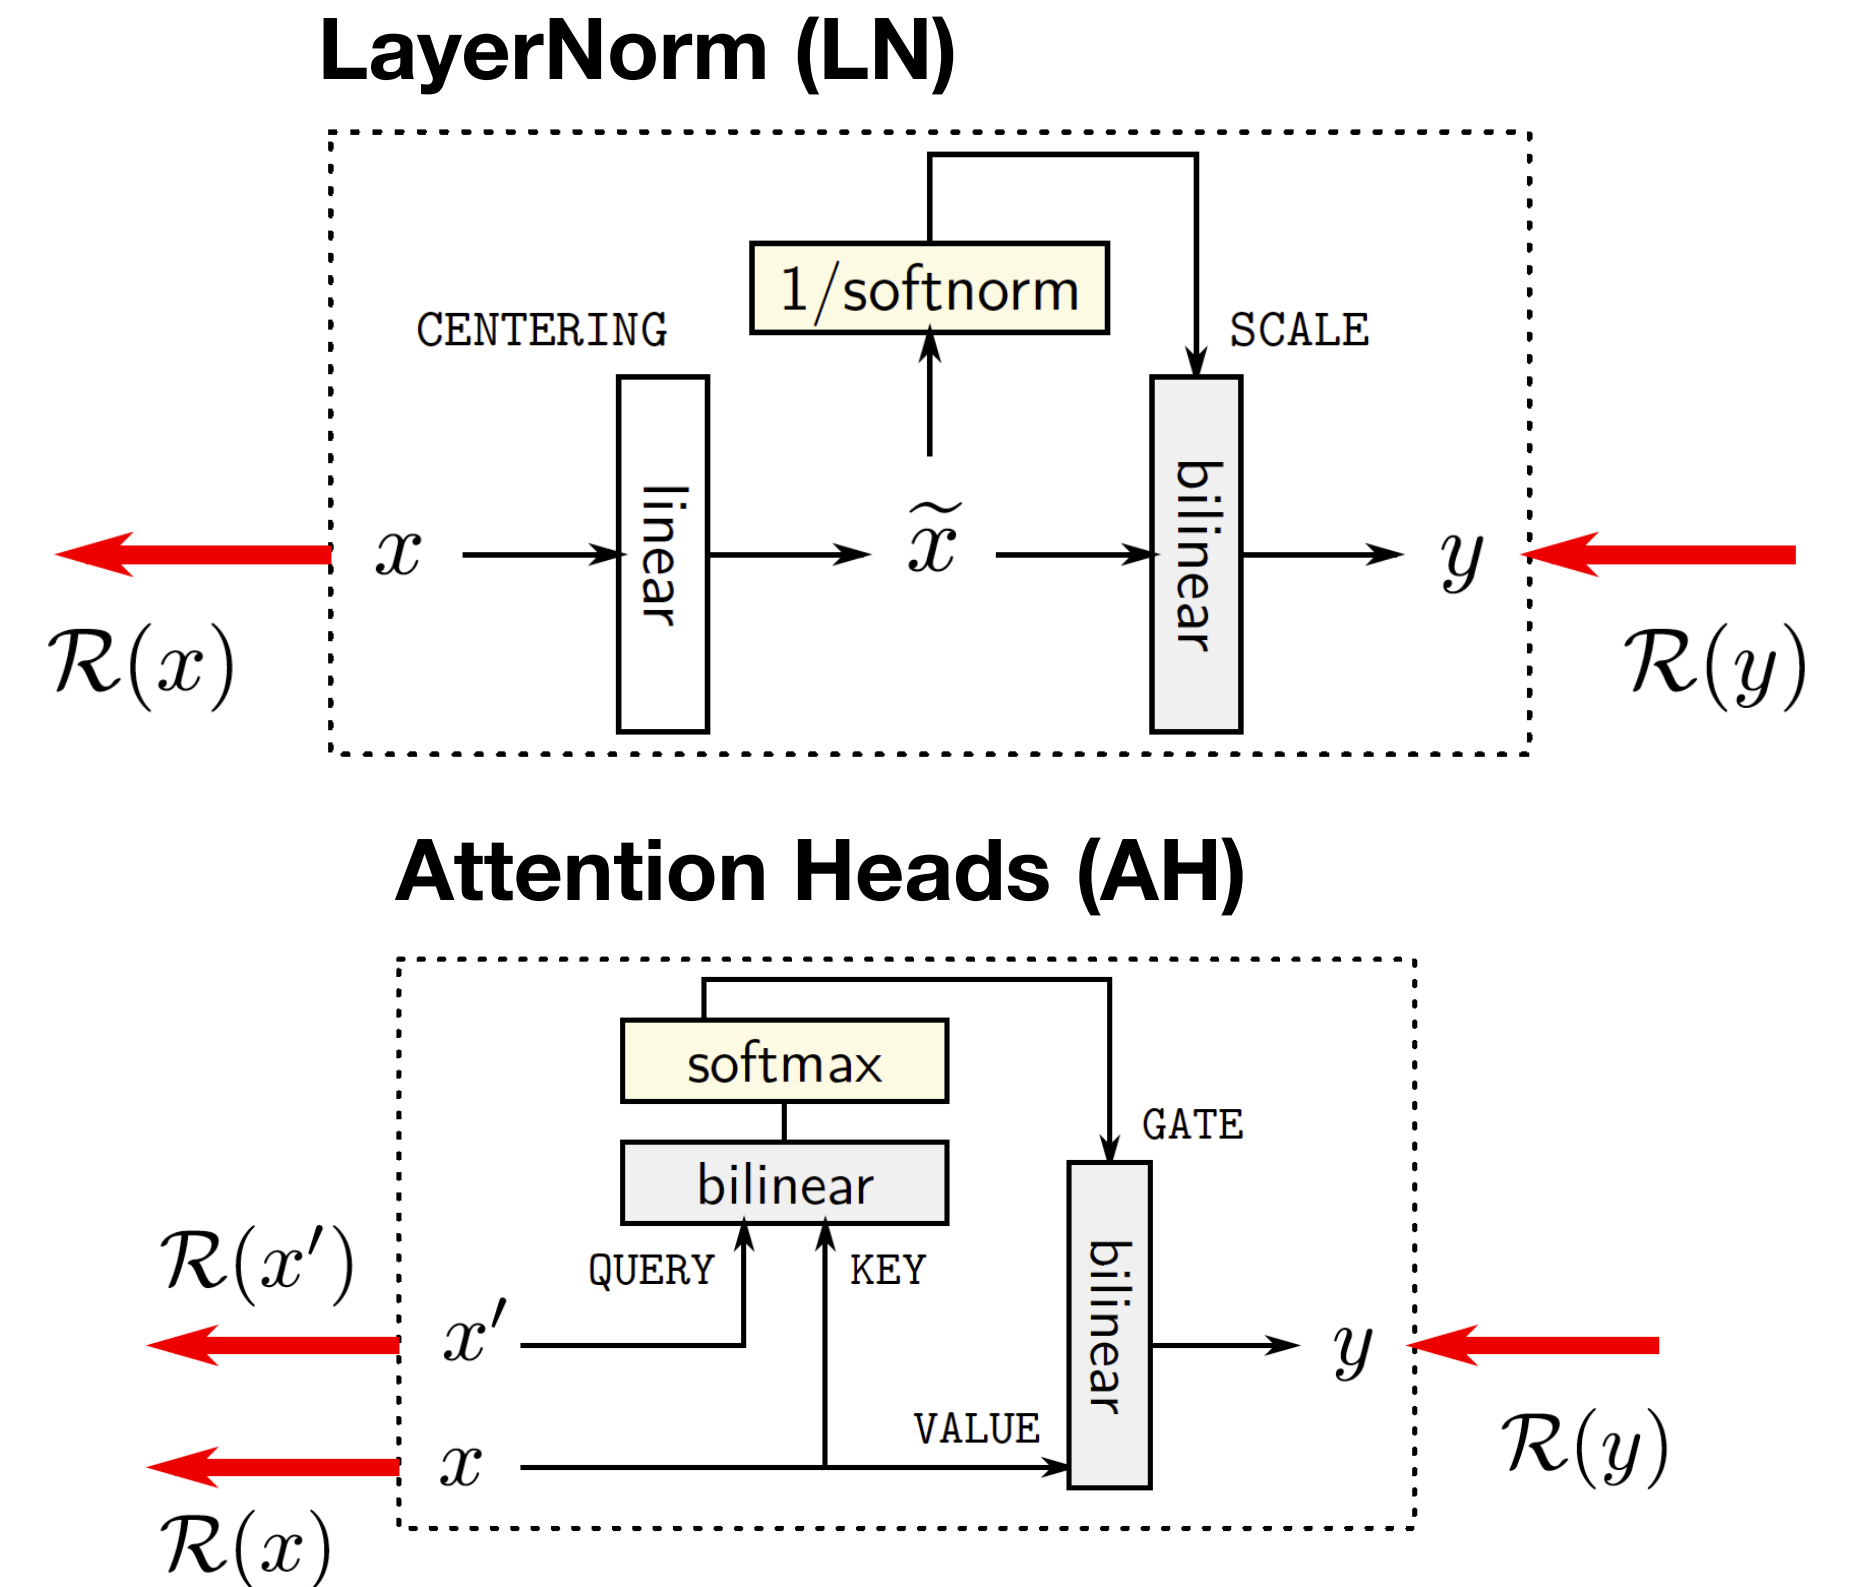 LayerNorm (LN)
1/softnorm
CENTERING
SCALE
linear
bilinear
x
x̃
y
R(x)
R(y)
Attention Heads (AH)
softmax
GATE
bilinear
bilinear
R(x′)
QUERY
KEY
x′
y
VALUE
x
R(y)
R(x)